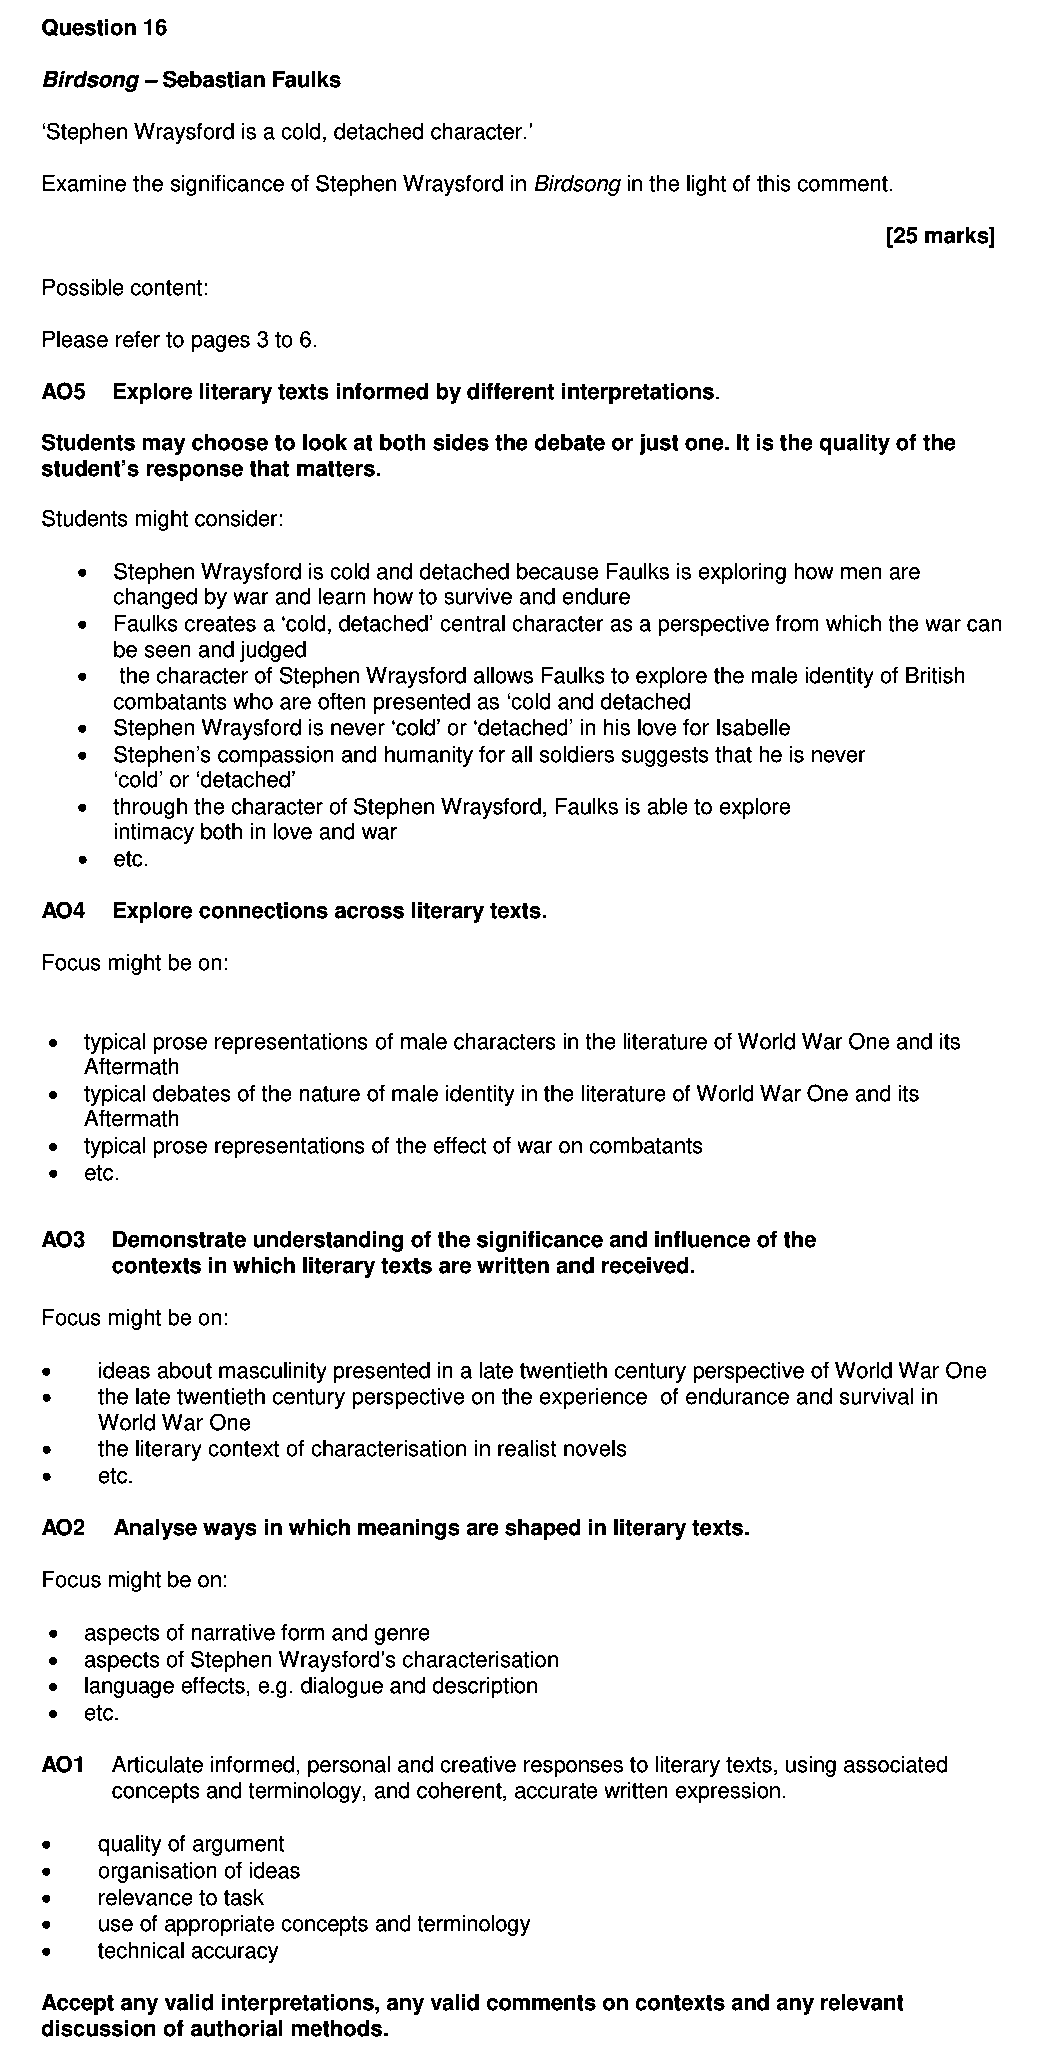 Question 16
Birdsong – Sebastian Faulks
‘Stephen Wraysford is a cold, detached character.’
Examine the significance of Stephen Wraysford in Birdsong in the light of this comment.
[25 marks]
Possible content:
Please refer to pages 3 to 6.
AO5 Explore literary texts informed by different interpretations.
Students may choose to look at both sides the debate or just one. It is the quality of the
student’s response that matters.
Students might consider:
• Stephen Wraysford is cold and detached because Faulks is exploring how men are
changed by war and learn how to survive and endure
• Faulks creates a ‘cold, detached’ central character as a perspective from which the war can
be seen and judged
• the character of Stephen Wraysford allows Faulks to explore the male identity of British
combatants who are often presented as ‘cold and detached
• Stephen Wraysford is never ‘cold’ or ‘detached’ in his love for Isabelle
• Stephen’s compassion and humanity for all soldiers suggests that he is never
‘cold’ or ‘detached’
• through the character of Stephen Wraysford, Faulks is able to explore
intimacy both in love and war
• etc.
AO4 Explore connections across literary texts.
Focus might be on:
• typical prose representations of male characters in the literature of World War One and its
Aftermath
• typical debates of the nature of male identity in the literature of World War One and its
Aftermath
• typical prose representations of the effect of war on combatants
• etc.
AO3 Demonstrate understanding of the significance and influence of the
contexts in which literary texts are written and received.
Focus might be on:
• ideas about masculinity presented in a late twentieth century perspective of World War One
• the late twentieth century perspective on the experience of endurance and survival in
World War One
• the literary context of characterisation in realist novels
• etc.
AO2 Analyse ways in which meanings are shaped in literary texts.
Focus might be on:
• aspects of narrative form and genre
• aspects of Stephen Wraysford’s characterisation
• language effects, e.g. dialogue and description
• etc.
AO1 Articulate informed, personal and creative responses to literary texts, using associated
concepts and terminology, and coherent, accurate written expression.
• quality of argument
• organisation of ideas
• relevance to task
• use of appropriate concepts and terminology
• technical accuracy
Accept any valid interpretations, any valid comments on contexts and any relevant
discussion of authorial methods.